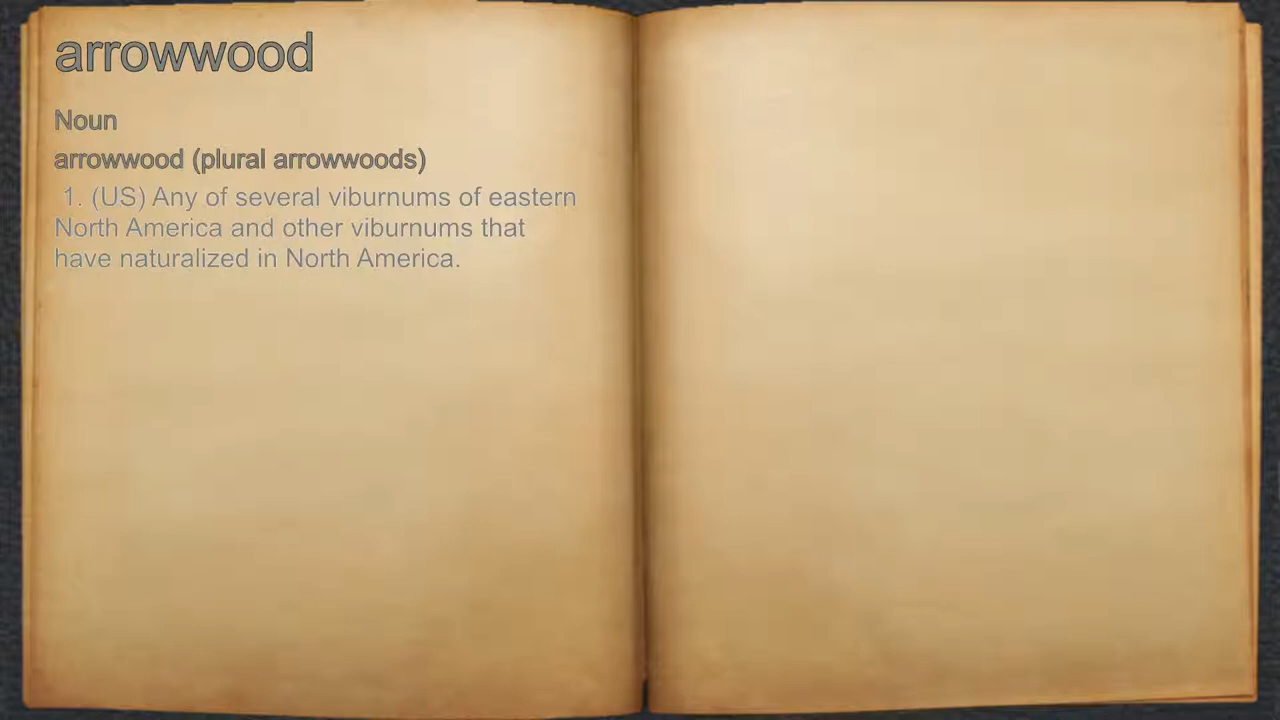 arrowwood
Noun
arrowwood (plural arrowwoods)
1. (US) Any of several viburnums of eastern
North America and other viburnums that
have naturalized in North America.